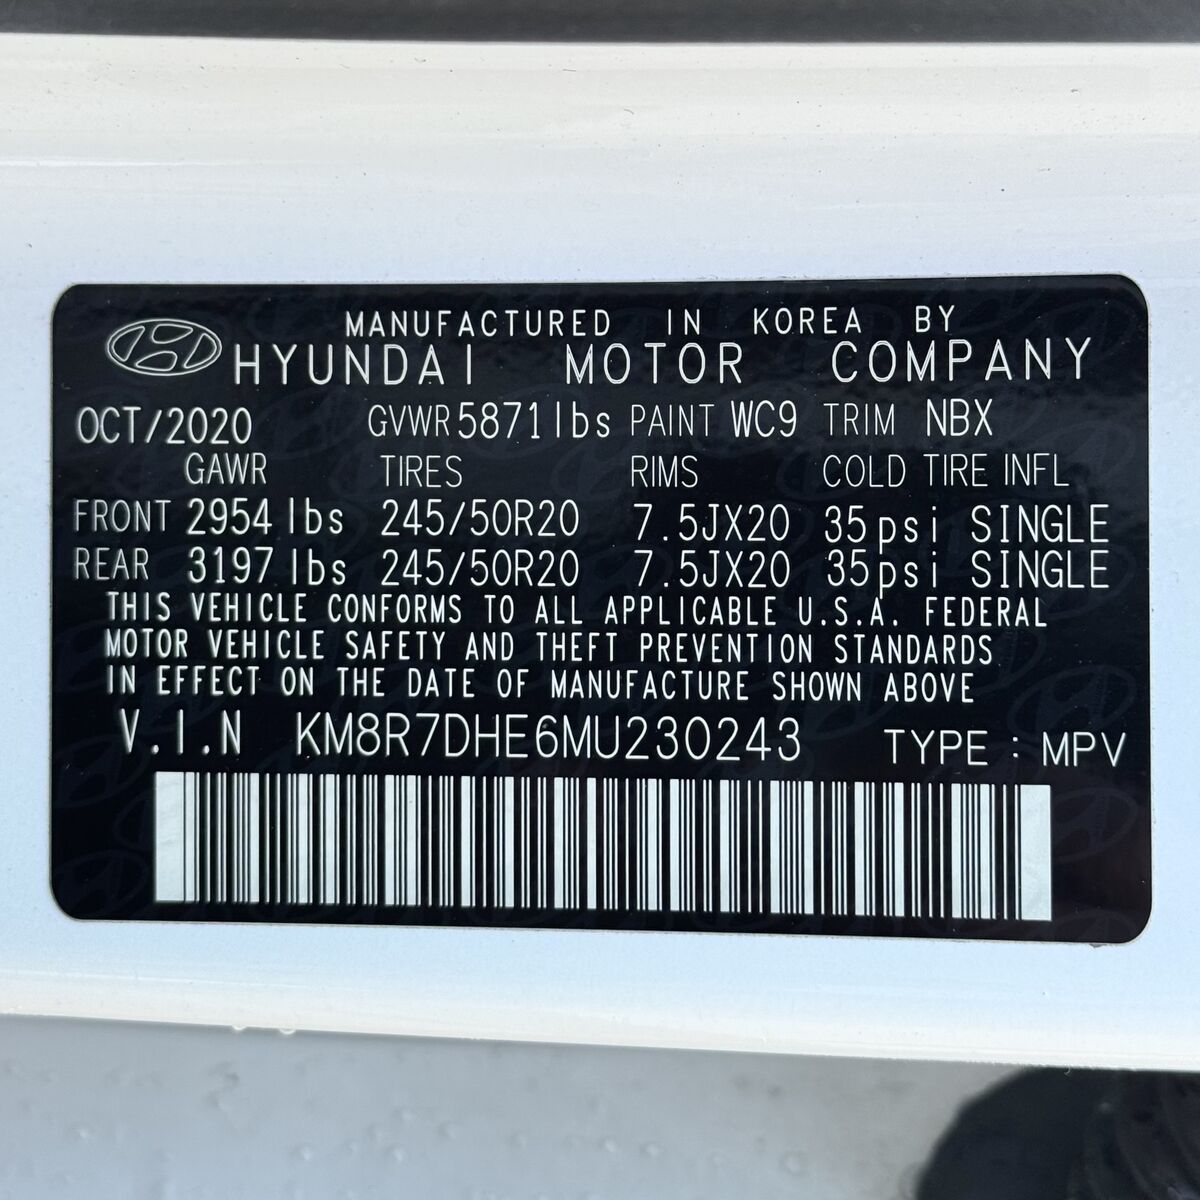 MANUFACTURED IN KOREA BY
HYUNDAI MOTOR COMPANY
OCT/2020 GVWR 5871lbs PAINT WC9 TRIM NBX
GAWR TIRES RIMS COLD TIRE INFL
FRONT 2954 lbs 245/50R20 7.5JX20 35psi SINGLE
REAR 3197 lbs 245/50R20 7.5JX20 35psi SINGLE
THIS VEHICLE CONFORMS TO ALL APPLICABLE U.S.A. FEDERAL
MOTOR VEHICLE SAFETY AND THEFT PREVENTION STANDARDS
IN EFFECT ON THE DATE OF MANUFACTURE SHOWN ABOVE
V.I.N KM8R7DHE6MU230243 TYPE : MPV